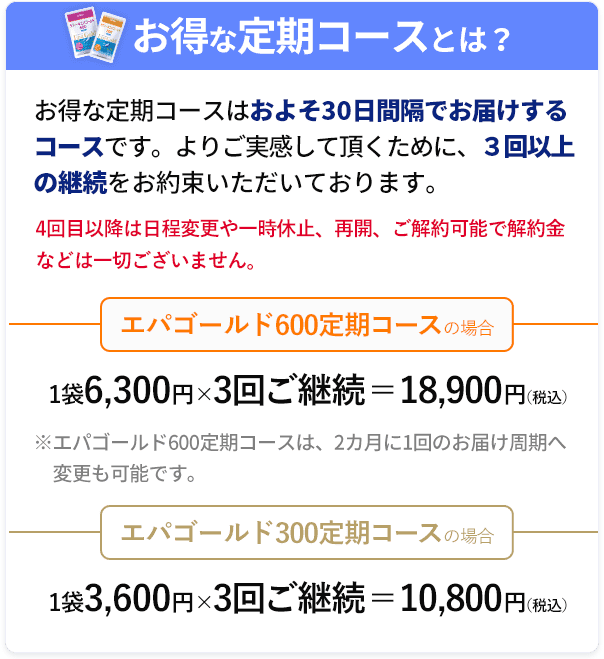 お得な定期コースとは？
お得な定期コースはおよそ30日間隔でお届けする
コースです。よりご実感して頂くために、３回以上
の継続をお約束いただいております。
4回目以降は日程変更や一時休止、再開、ご解約可能で解約金
などは一切ございません。
エパゴールド600定期コースの場合
1袋6,300円×3回ご継続＝18,900円(税込)
※エパゴールド600定期コースは、2カ月に1回のお届け周期へ
変更も可能です。
エパゴールド300定期コースの場合
1袋3,600円×3回ご継続＝10,800円(税込)